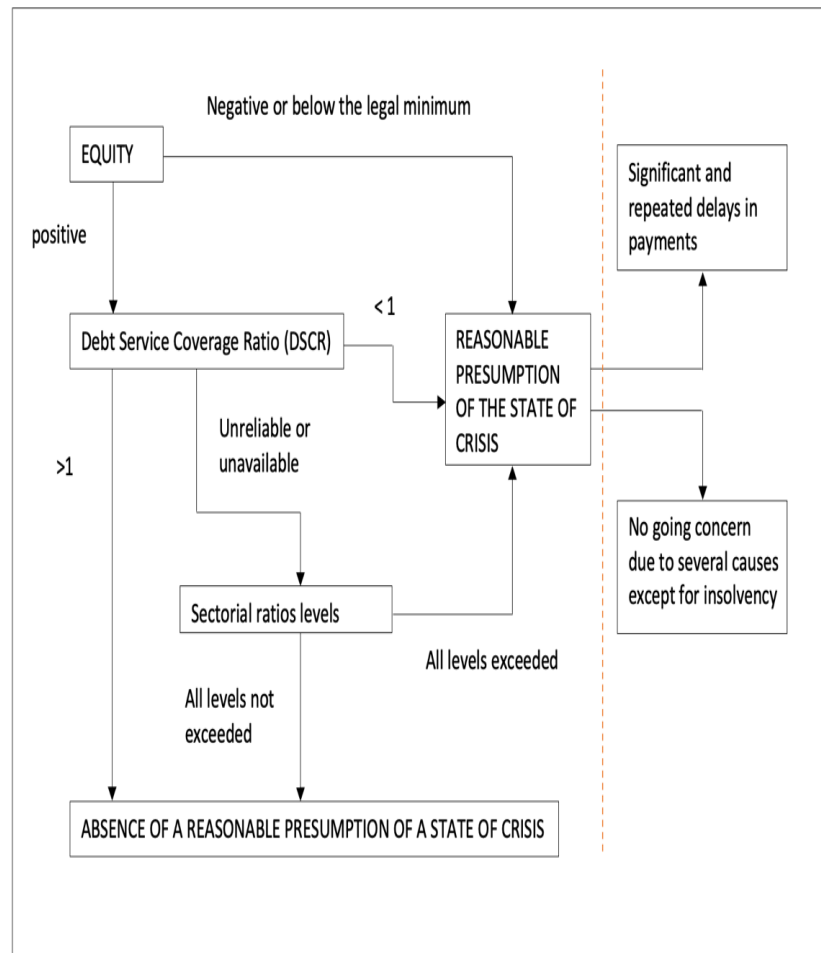 Negative or below the legal minimum
EQUITY
Significant and
repeated delays in
payments
positive
< 1
Debt Service Coverage Ratio (DSCR)
REASONABLE
PRESUMPTION
OF THE STATE OF
CRISIS
Unreliable or
unavailable
>1
No going concern
due to several causes
except for insolvency
Sectorial ratios levels
All levels exceeded
All levels not
exceeded
ABSENCE OF A REASONABLE PRESUMPTION OF A STATE OF CRISIS